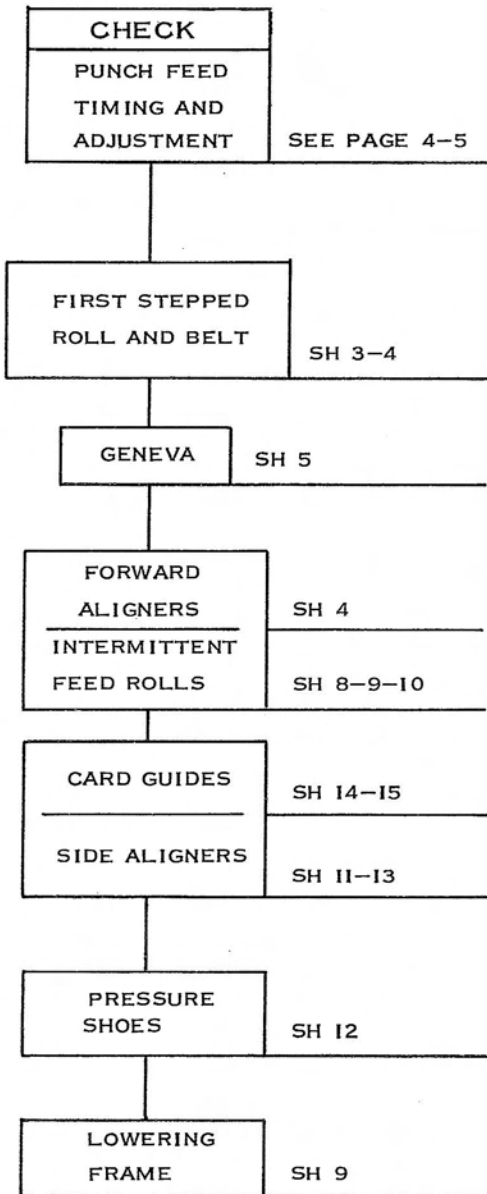 CHECK
PUNCH FEED
TIMING AND
ADJUSTMENT SEE PAGE 4-5
FIRST STEPPED
ROLL AND BELT SH 3-4
GENEVA SH 5
FORWARD
ALIGNERS SH 4
INTERMITTENT
FEED ROLLS SH 8-9-10
CARD GUIDES SH 14-15
SIDE ALIGNERS SH 11-13
PRESSURE
SHOES SH 12
LOWERING
FRAME SH 9